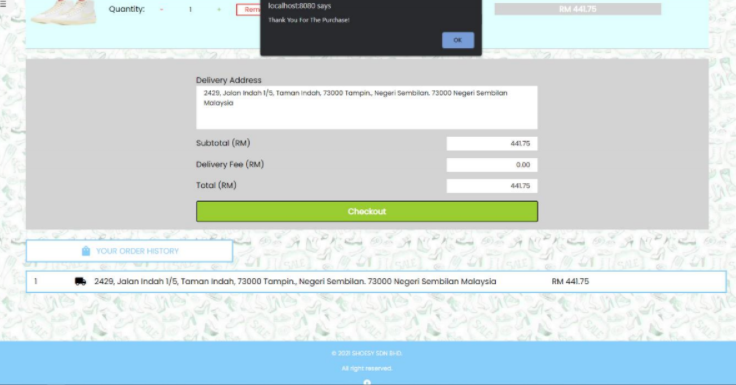 localhost:8080 says
Thank You For The Purchase!
OK
Quantity: - 1 +
RM 441.75
Delivery Address
2429, Jalan Indah 1/5, Taman Indah, 73000 Tampin,, Negeri Sembilan. 73000 Negeri Sembilan
Malaysia
Subtotal (RM) 441.75
Delivery Fee (RM) 0.00
Total (RM) 441.75
Checkout
YOUR ORDER HISTORY
1 2429, Jalan Indah 1/5, Taman Indah, 73000 Tampin,, Negeri Sembilan. 73000 Negeri Sembilan Malaysia RM 441.75
© 2021 SHOESY SDN BHD.
All right reserved.